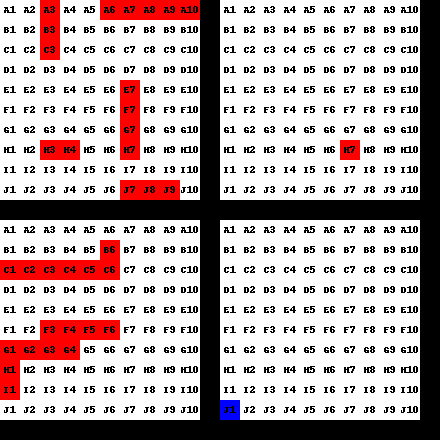 A1 A2 A3 A4 A5 A6 A7 A8 A9 A10
B1 B2 B3 B4 B5 B6 B7 B8 B9 B10
C1 C2 C3 C4 C5 C6 C7 C8 C9 C10
D1 D2 D3 D4 D5 D6 D7 D8 D9 D10
E1 E2 E3 E4 E5 E6 E7 E8 E9 E10
F1 F2 F3 F4 F5 F6 F7 F8 F9 F10
G1 G2 G3 G4 G5 G6 G7 G8 G9 G10
H1 H2 H3 H4 H5 H6 H7 H8 H9 H10
I1 I2 I3 I4 I5 I6 I7 I8 I9 I10
J1 J2 J3 J4 J5 J6 J7 J8 J9 J10
A1 A2 A3 A4 A5 A6 A7 A8 A9 A10
B1 B2 B3 B4 B5 B6 B7 B8 B9 B10
C1 C2 C3 C4 C5 C6 C7 C8 C9 C10
D1 D2 D3 D4 D5 D6 D7 D8 D9 D10
E1 E2 E3 E4 E5 E6 E7 E8 E9 E10
F1 F2 F3 F4 F5 F6 F7 F8 F9 F10
G1 G2 G3 G4 G5 G6 G7 G8 G9 G10
H1 H2 H3 H4 H5 H6 H7 H8 H9 H10
I1 I2 I3 I4 I5 I6 I7 I8 I9 I10
J1 J2 J3 J4 J5 J6 J7 J8 J9 J10
A1 A2 A3 A4 A5 A6 A7 A8 A9 A10
B1 B2 B3 B4 B5 B6 B7 B8 B9 B10
C1 C2 C3 C4 C5 C6 C7 C8 C9 C10
D1 D2 D3 D4 D5 D6 D7 D8 D9 D10
E1 E2 E3 E4 E5 E6 E7 E8 E9 E10
F1 F2 F3 F4 F5 F6 F7 F8 F9 F10
G1 G2 G3 G4 G5 G6 G7 G8 G9 G10
H1 H2 H3 H4 H5 H6 H7 H8 H9 H10
I1 I2 I3 I4 I5 I6 I7 I8 I9 I10
J1 J2 J3 J4 J5 J6 J7 J8 J9 J10
A1 A2 A3 A4 A5 A6 A7 A8 A9 A10
B1 B2 B3 B4 B5 B6 B7 B8 B9 B10
C1 C2 C3 C4 C5 C6 C7 C8 C9 C10
D1 D2 D3 D4 D5 D6 D7 D8 D9 D10
E1 E2 E3 E4 E5 E6 E7 E8 E9 E10
F1 F2 F3 F4 F5 F6 F7 F8 F9 F10
G1 G2 G3 G4 G5 G6 G7 G8 G9 G10
H1 H2 H3 H4 H5 H6 H7 H8 H9 H10
I1 I2 I3 I4 I5 I6 I7 I8 I9 I10
J1 J2 J3 J4 J5 J6 J7 J8 J9 J10